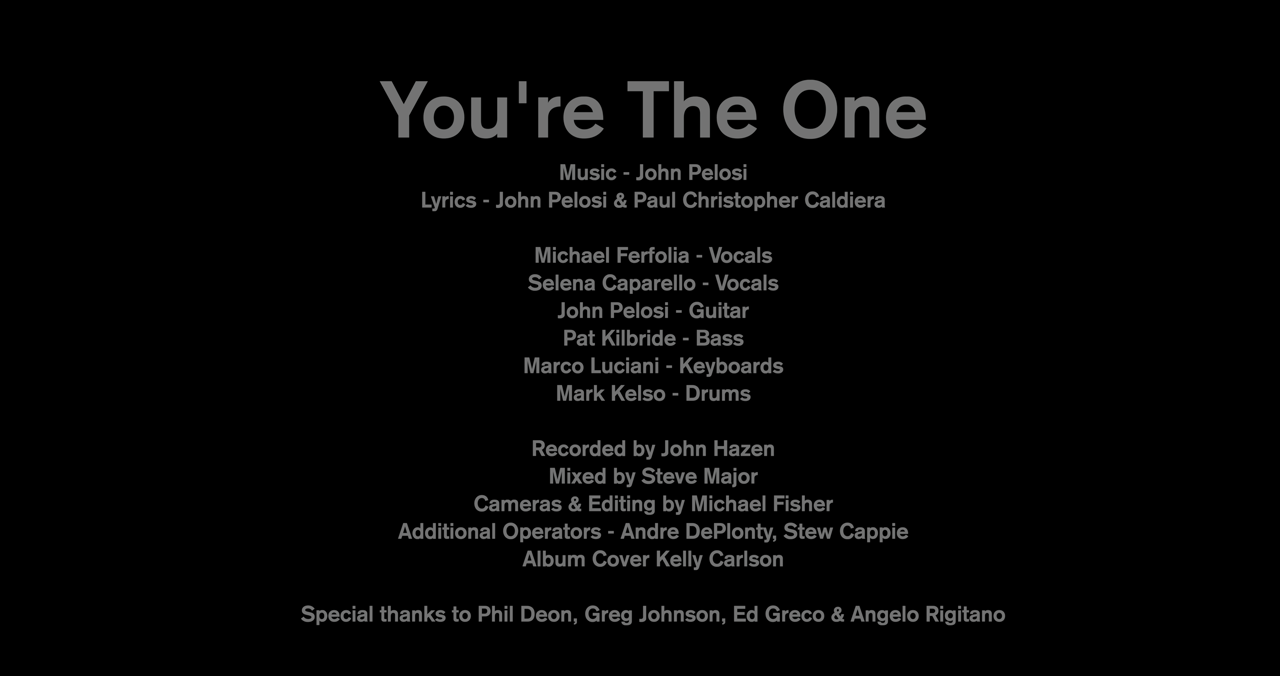 You're The One
Music - John Pelosi
Lyrics - John Pelosi & Paul Christopher Caldiera
Michael Ferfolia - Vocals
Selena Caparello - Vocals
John Pelosi - Guitar
Pat Kilbride - Bass
Marco Luciani - Keyboards
Mark Kelso - Drums
Recorded by John Hazen
Mixed by Steve Major
Cameras & Editing by Michael Fisher
Additional Operators - Andre DePlonty, Stew Cappie
Album Cover Kelly Carlson
Special thanks to Phil Deon, Greg Johnson, Ed Greco & Angelo Rigitano